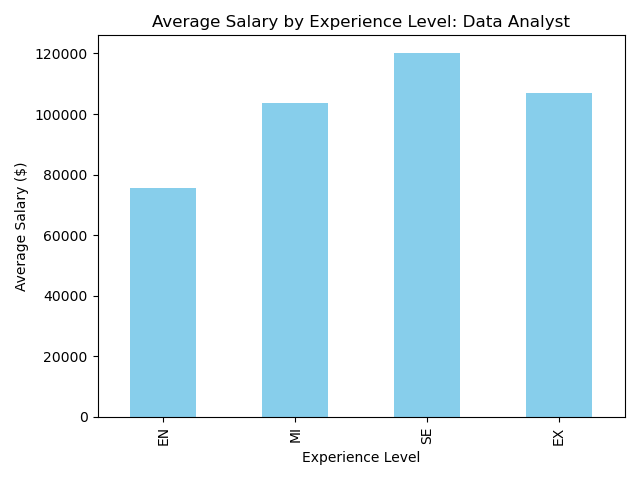 Average Salary by Experience Level: Data Analyst
120000
100000
80000
60000
40000
20000
0
Average Salary ($)
EN
MI
SE
EX
Experience Level